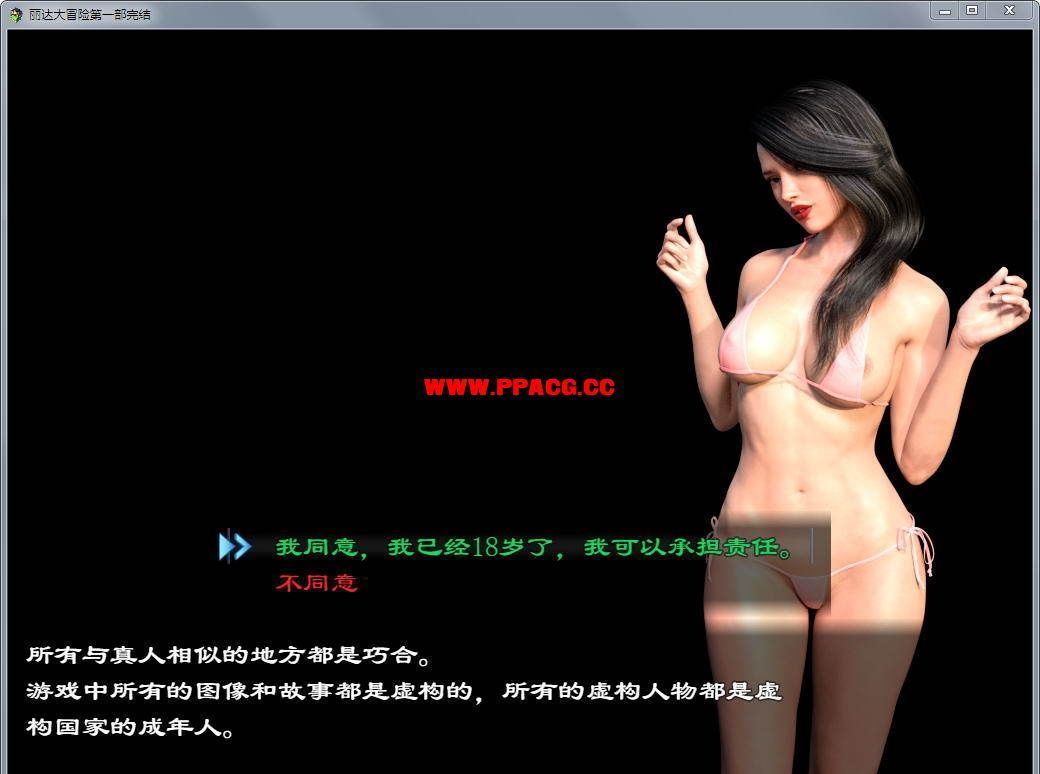 丽达大冒险第一部完结
WWW.PPACG.CC
我同意，我已经18岁了，我可以承担责任。
不同意
所有与真人相似的地方都是巧合。
游戏中所有的图像和故事都是虚构的，所有的虚构人物都是虚
构国家的成年人。